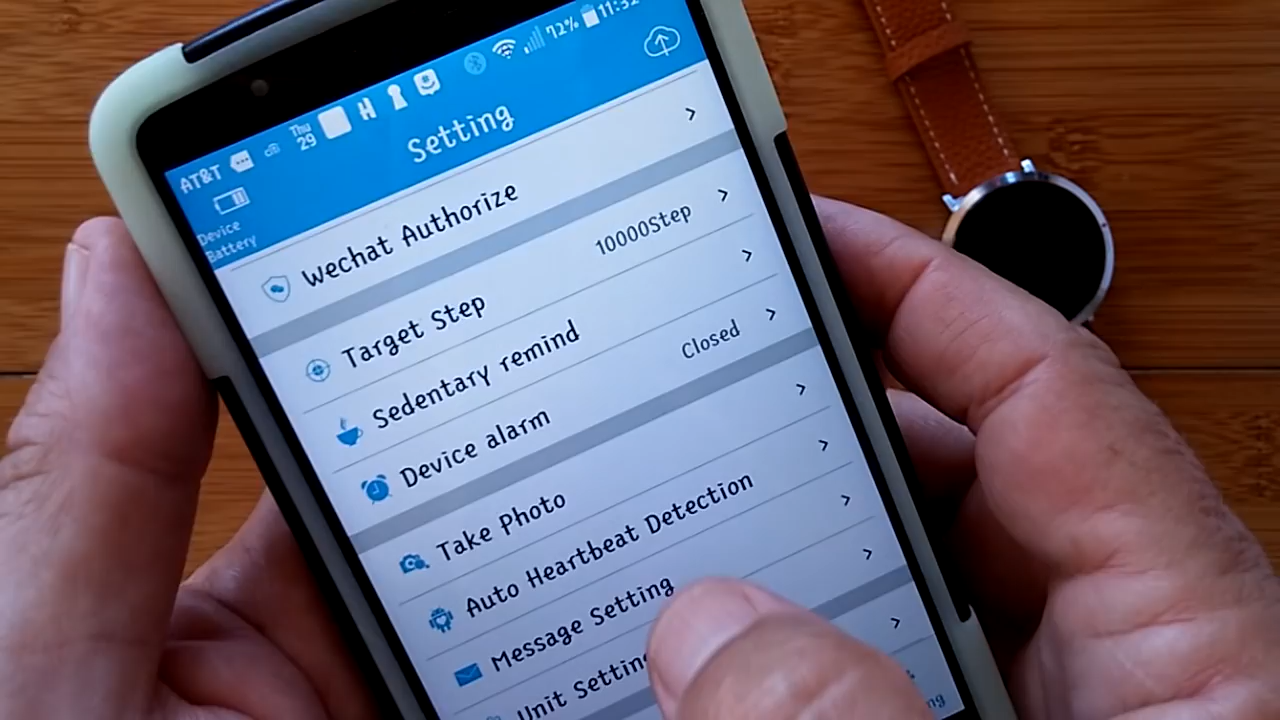 AT&T
Thu
29
72%
11:32
Device
Battery
Setting
Wechat Authorize
Target Step 10000Step
Sedentary remind
Device alarm Closed
Take Photo
Auto Heartbeat Detection
Message Setting
Unit Setting